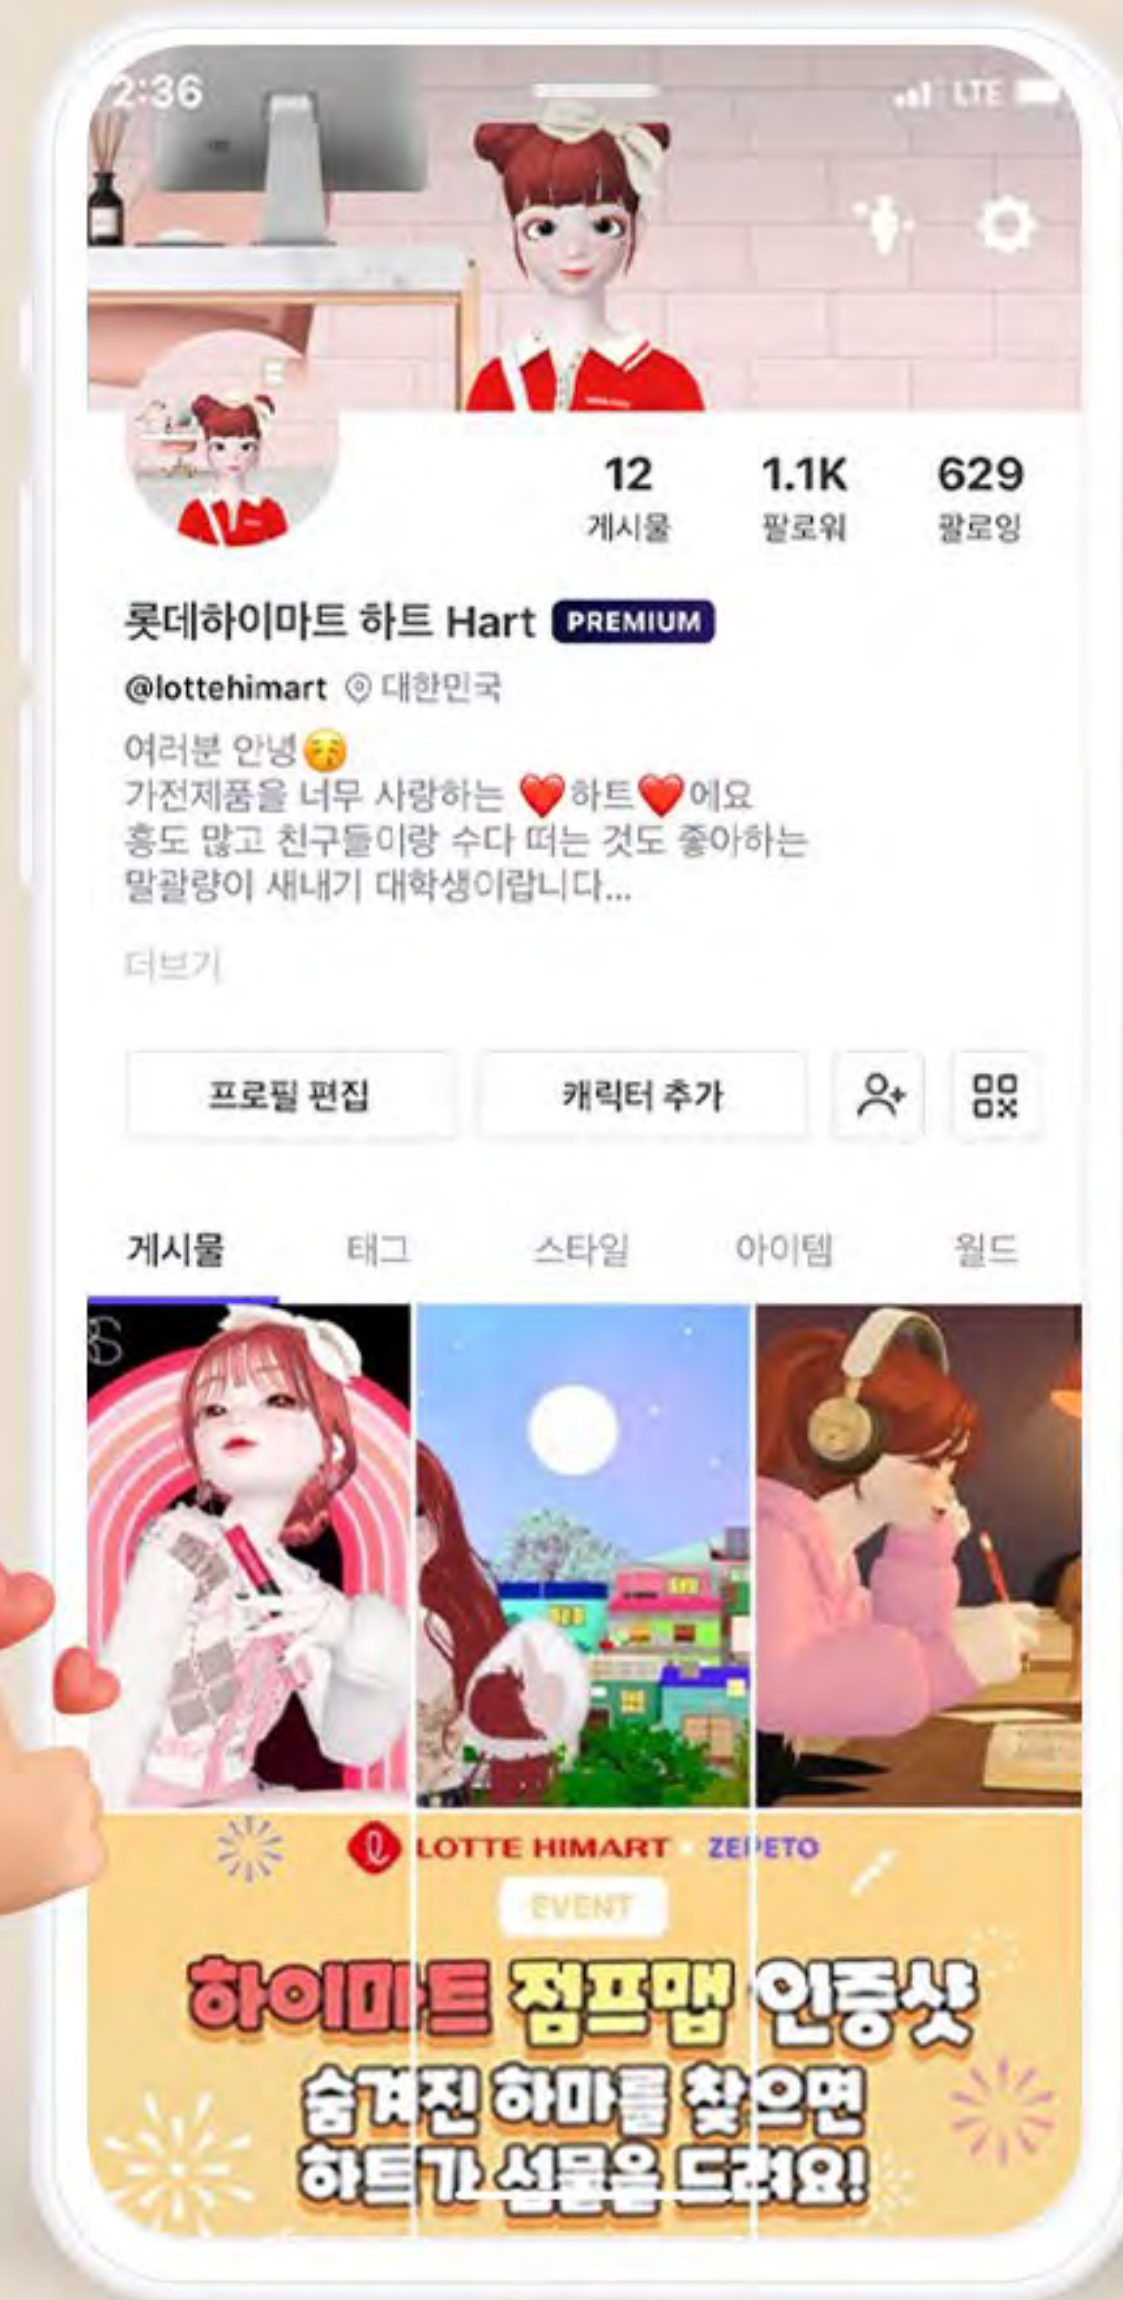 2:36 LTE
12 1.1K 629
게시물 팔로워 팔로잉
롯데하이마트 하트 Hart PREMIUM
@lottehimart 대한민국
여러분 안녕😚
가전제품을 너무 사랑하는 ❤️하트❤️에요
흥도 많고 친구들이랑 수다 떠는 것도 좋아하는
말괄량이 새내기 대학생이랍니다...
더보기
프로필 편집 캐릭터 추가
게시물 태그 스타일 아이템 월드
LOTTE HIMART × ZEPETO
EVENT
하이마트 점프맵 인증샷
숨겨진 하마를 찾으면
하트가 선물을 드려요!